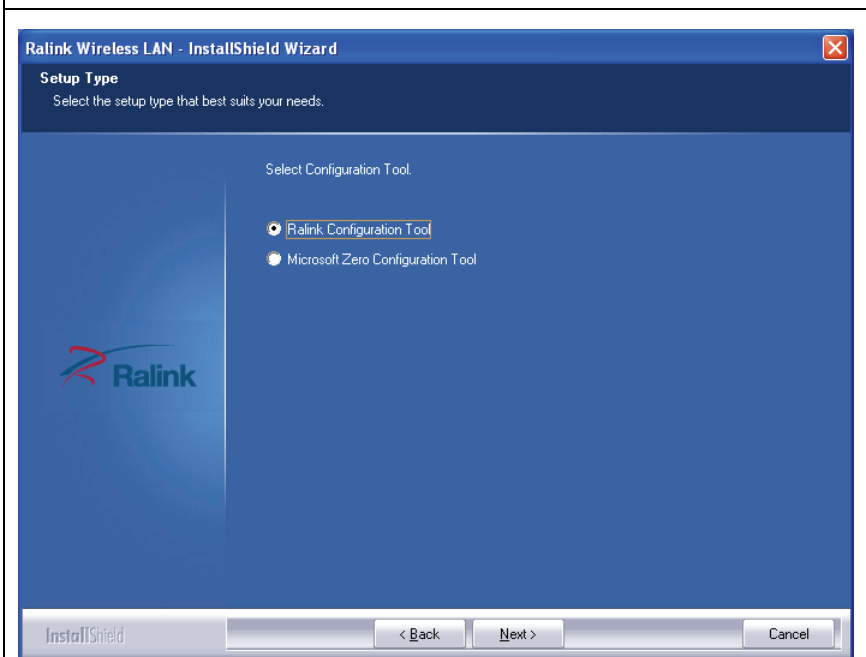 Ralink Wireless LAN - InstallShield Wizard
Setup Type
Select the setup type that best suits your needs.
Select Configuration Tool.
Ralink Configuration Tool
Microsoft Zero Configuration Tool
Ralink
InstallShield
< Back
Next >
Cancel